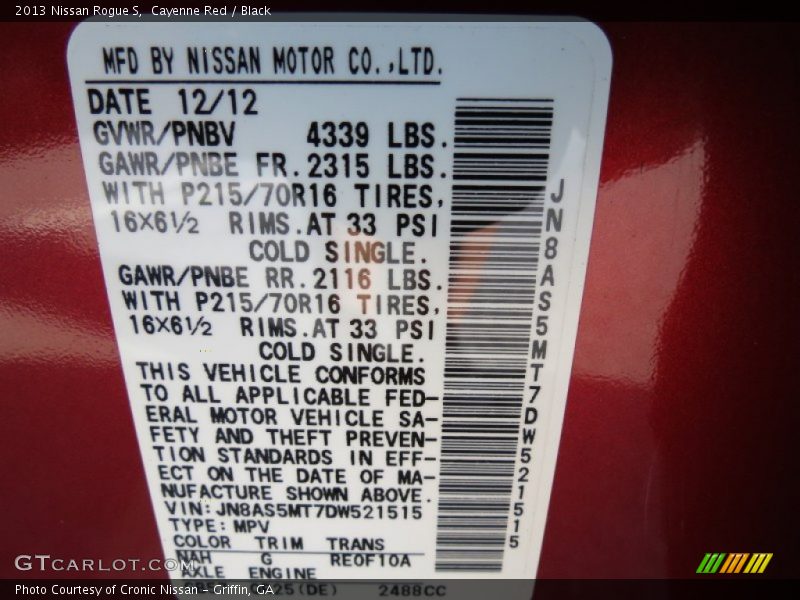 2013 Nissan Rogue S, Cayenne Red / Black
MFD BY NISSAN MOTOR CO.,LTD.
DATE 12/12
GVWR/PNBV 4339 LBS.
GAWR/PNBE FR.2315 LBS.
WITH P215/70R16 TIRES,
16X6½ RIMS.AT 33 PSI
COLD SINGLE.
GAWR/PNBE RR.2116 LBS.
WITH P215/70R16 TIRES,
16X6½ RIMS.AT 33 PSI
COLD SINGLE.
THIS VEHICLE CONFORMS
TO ALL APPLICABLE FED-
ERAL MOTOR VEHICLE SA-
FETY AND THEFT PREVEN-
TION STANDARDS IN EFF-
ECT ON THE DATE OF MA-
NUFACTURE SHOWN ABOVE.
VIN:JN8AS5MT7DW521515
TYPE:MPV
COLOR TRIM TRANS
NAH G RE0F10A
AXLE ENGINE
2488CC
JN8AS5MT7DW521515
GTCARLOT.COM
Photo Courtesy of Cronic Nissan - Griffin, GA